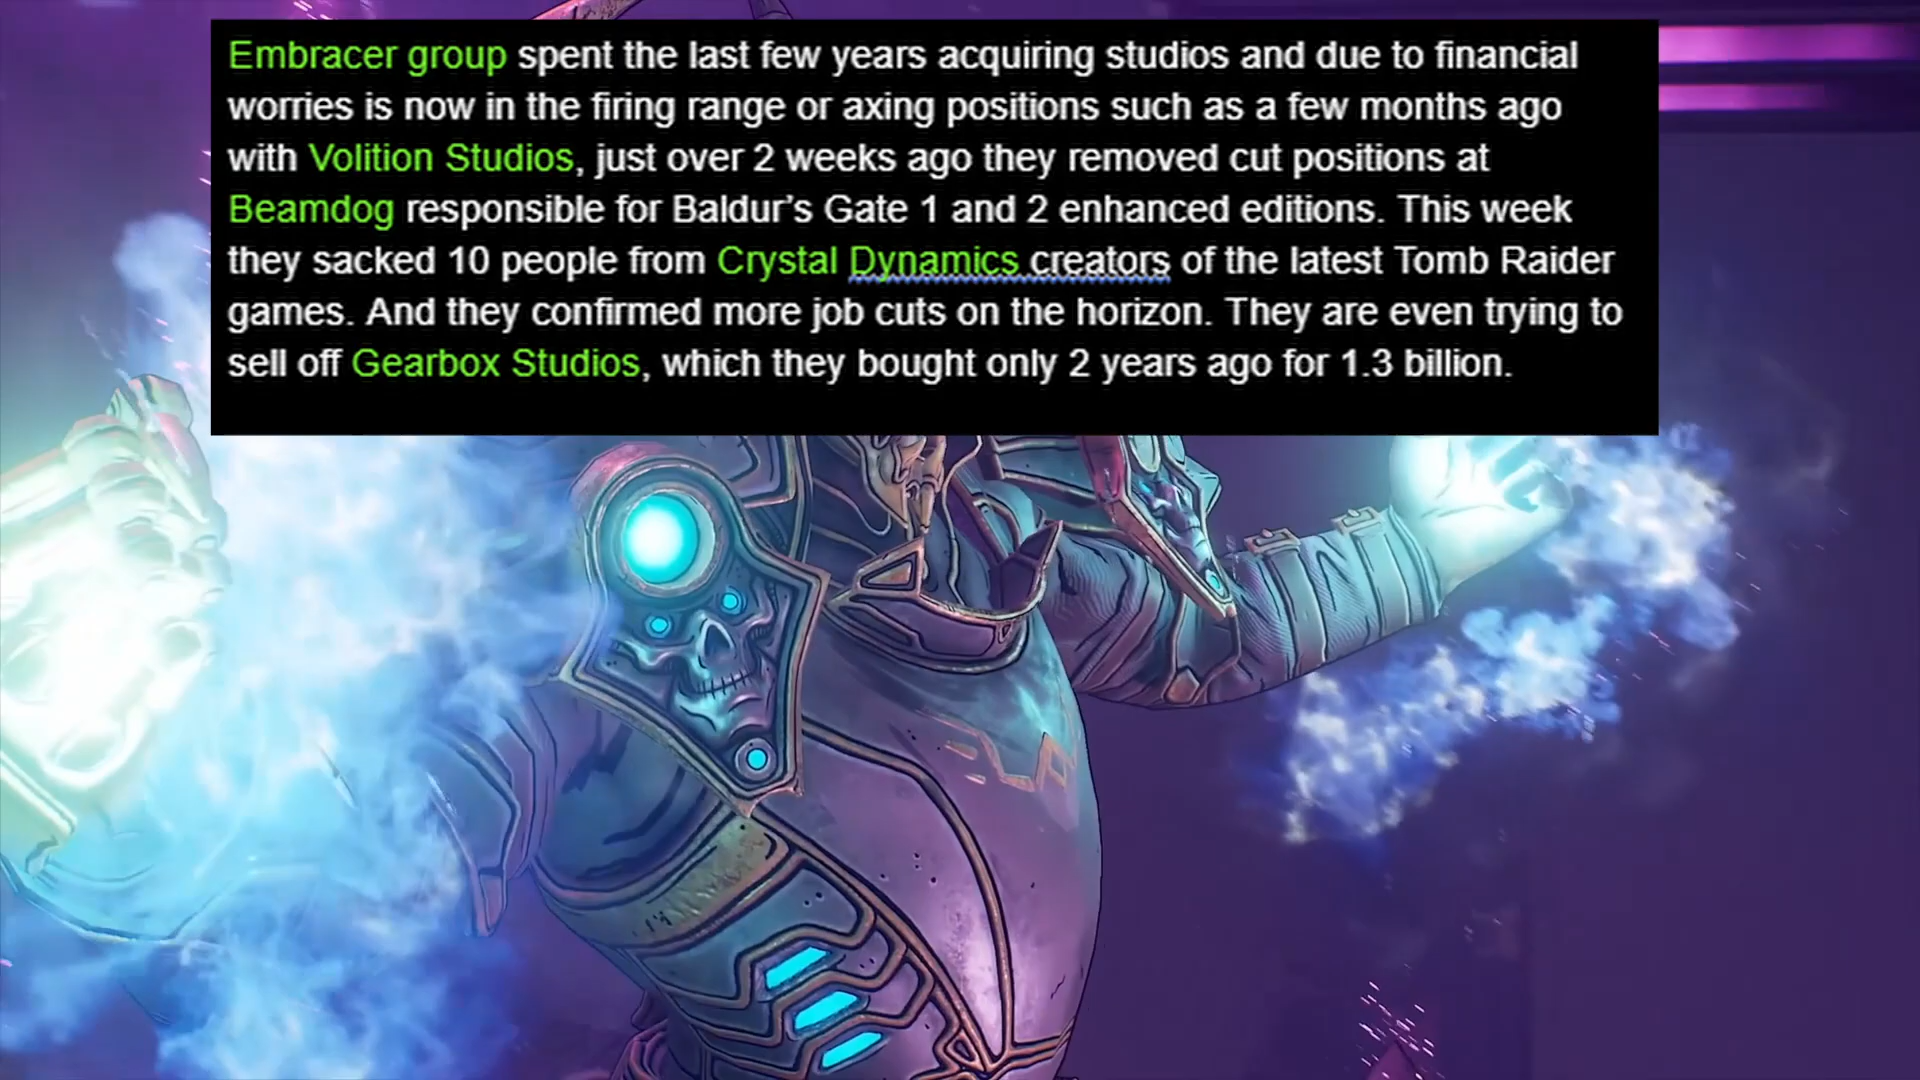 Embracer group spent the last few years acquiring studios and due to financial
worries is now in the firing range or axing positions such as a few months ago
with Volition Studios, just over 2 weeks ago they removed cut positions at
Beamdog responsible for Baldur’s Gate 1 and 2 enhanced editions. This week
they sacked 10 people from Crystal Dynamics creators of the latest Tomb Raider
games. And they confirmed more job cuts on the horizon. They are even trying to
sell off Gearbox Studios, which they bought only 2 years ago for 1.3 billion.